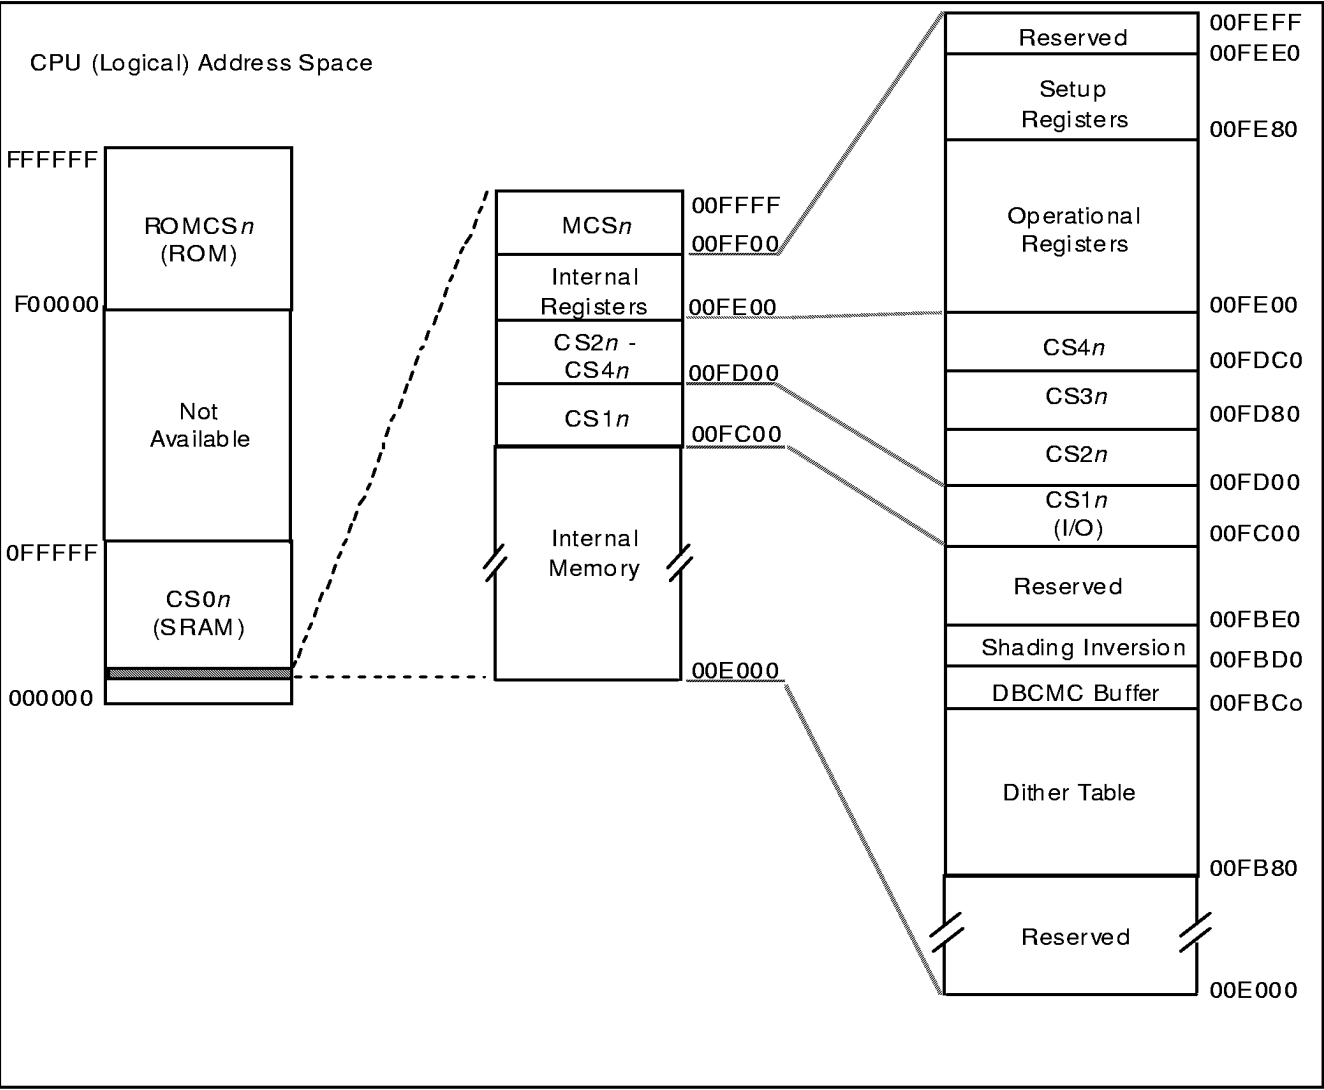 CPU (Logical) Address Space
FFFFFF
ROMCSn
(ROM)
F00000
Not
Available
0FFFFF
CS0n
(SRAM)
000000
MCSn
00FFFF
00FF00
Internal
Registers
00FE00
CS2n -
CS4n
00FD00
CS1n
00FC00
Internal
Memory
00E000
00FEFF
Reserved
00FEE0
Setup
Registers
00FE80
Operational
Registers
00FE00
CS4n
00FDC0
CS3n
00FD80
CS2n
00FD00
CS1n
(I/O)
00FC00
Reserved
00FBE0
Shading Inversion
00FBD0
DBCMC Buffer
00FBCo
Dither Table
00FB80
Reserved
00E000